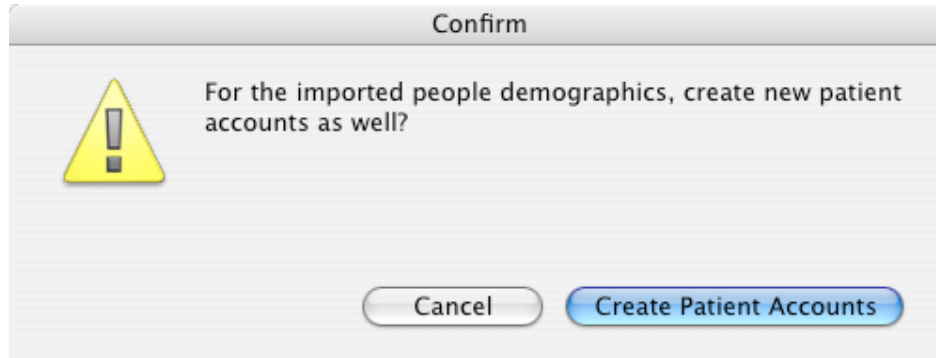 Confirm
For the imported people demographics, create new patient
accounts as well?
Cancel
Create Patient Accounts